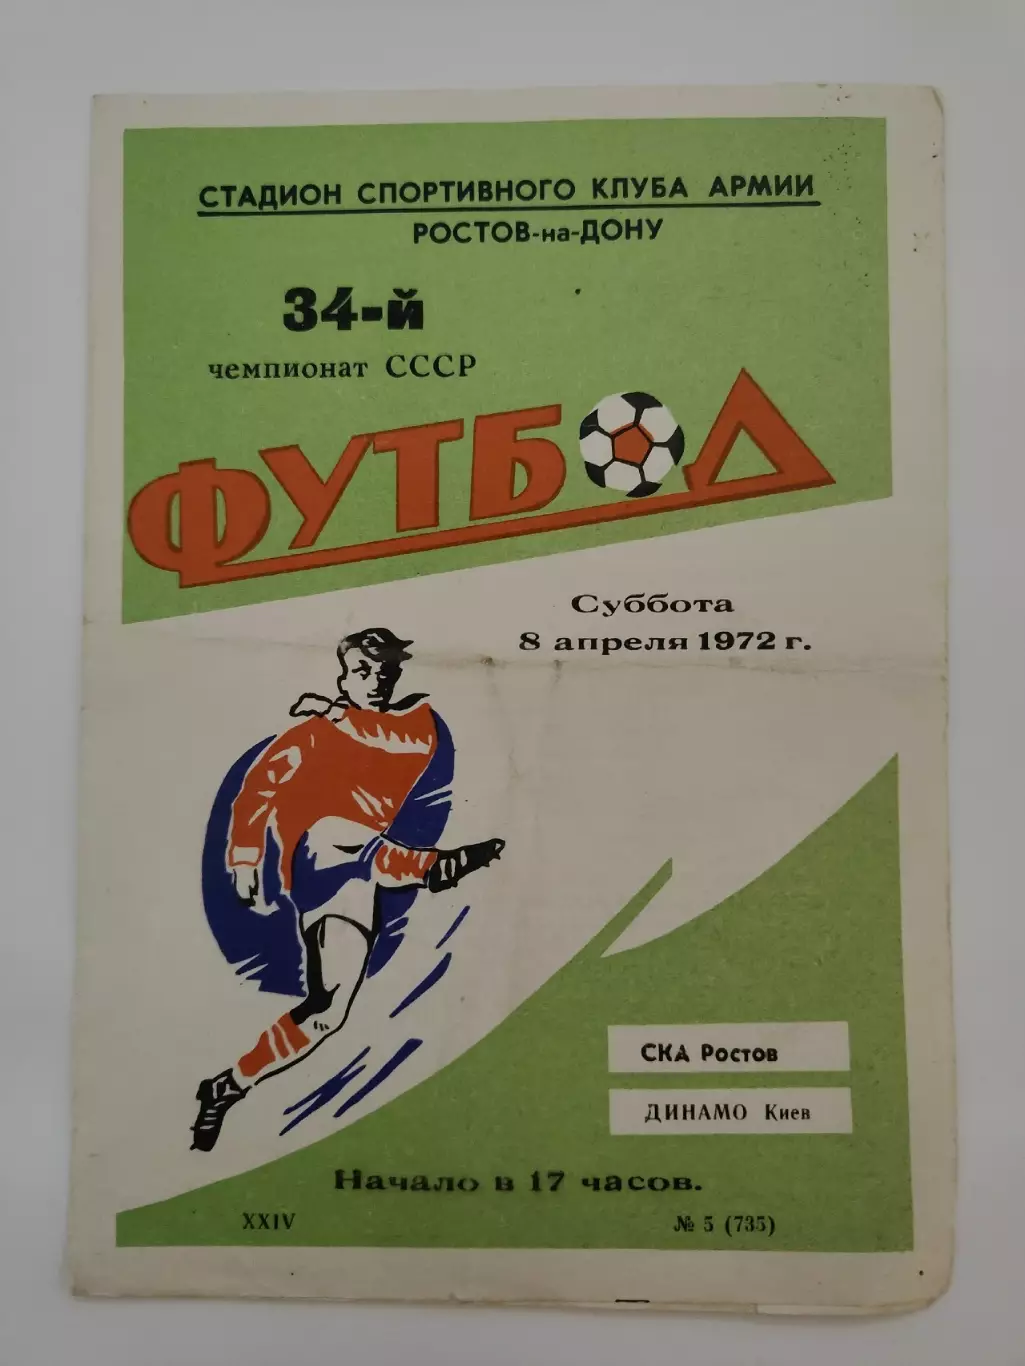 СТАДИОН СПОРТИВНОГО КЛУБА АРМИИ
РОСТОВ-на-ДОНУ
34-й
чемпионат СССР
ФУТБОЛ
Суббота
8 апреля 1972 г.
СКА Ростов
ДИНАМО Киев
Начало в 17 часов.
XXIV
№ 5 (735)